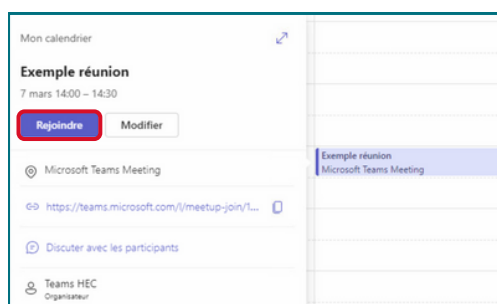 Mon calendrier
Exemple réunion
7 mars 14:00 – 14:30
Rejoindre
Modifier
Microsoft Teams Meeting
https://teams.microsoft.com/l/meetup-join/1...
Discuter avec les participants
Teams HEC
Organisateur
Exemple réunion
Microsoft Teams Meeting